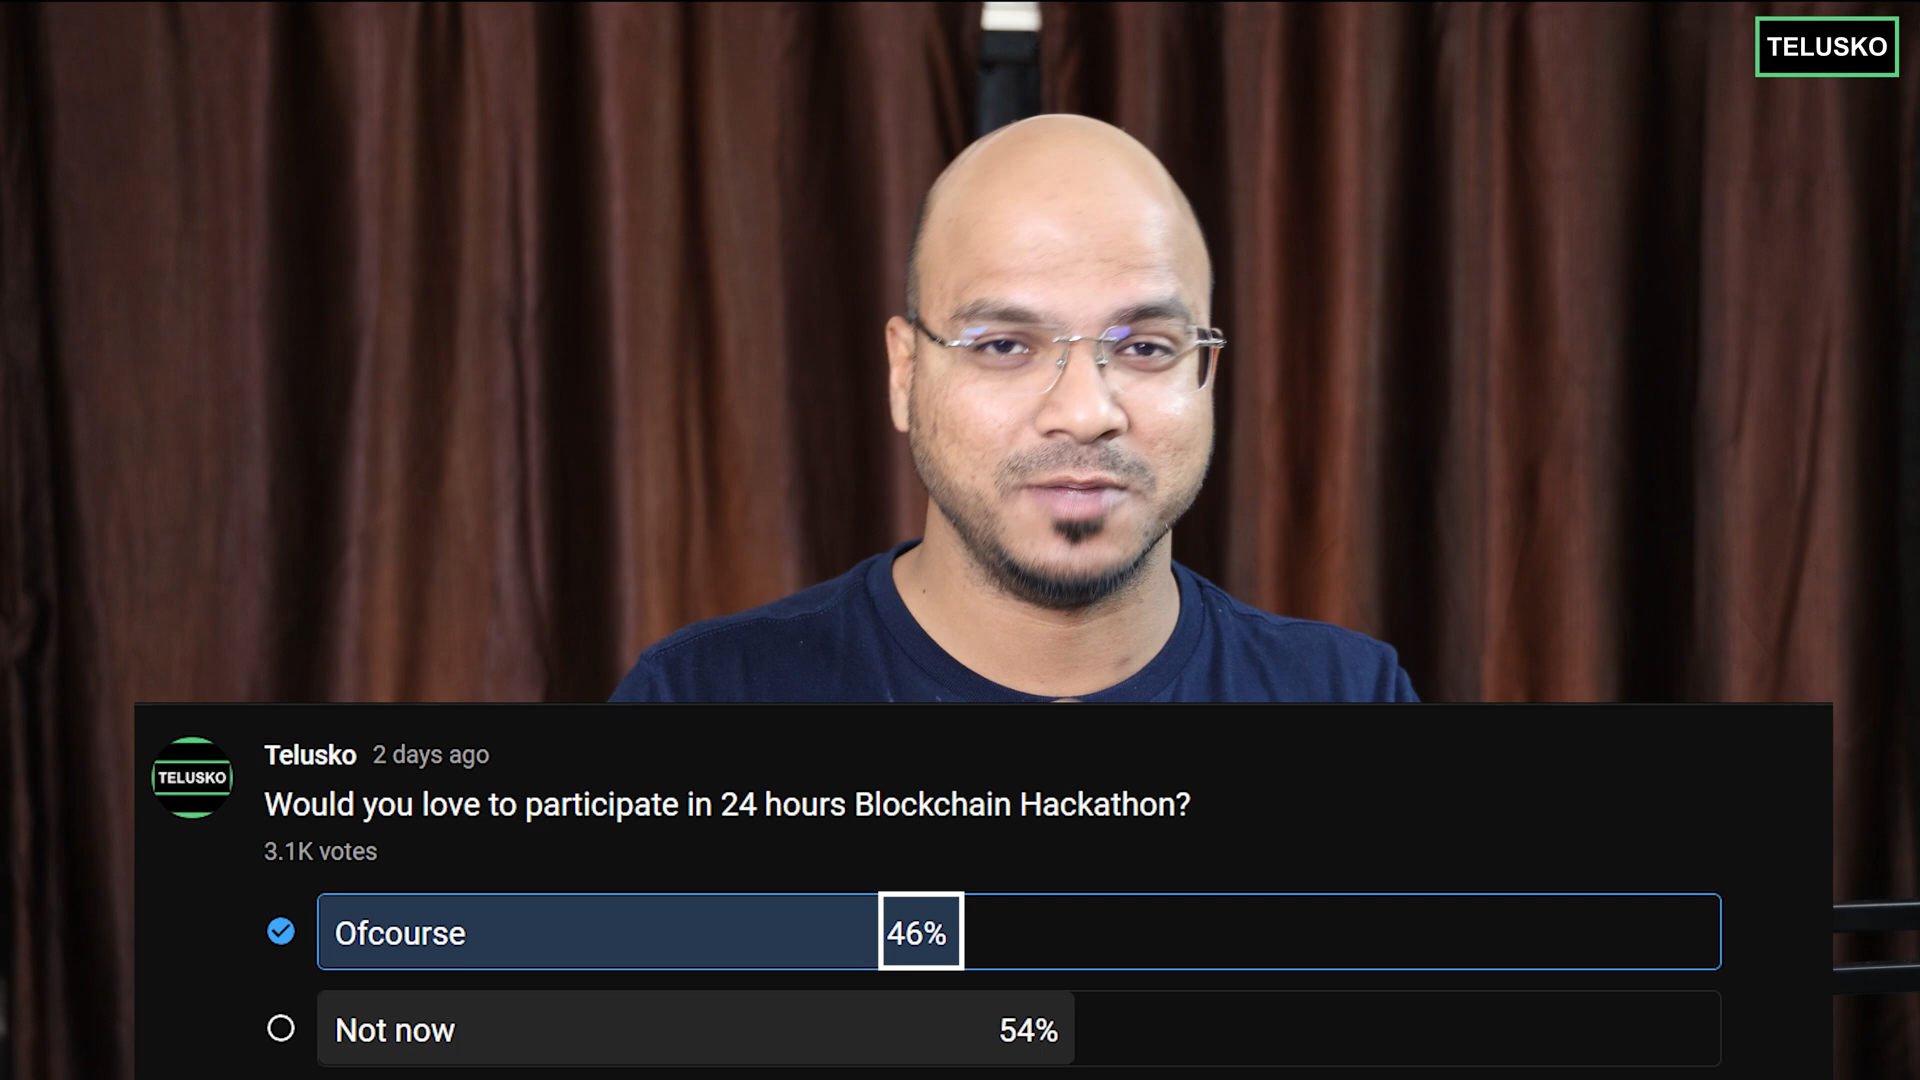 TELUSKO
TELUSKO
Telusko 2 days ago
Would you love to participate in 24 hours Blockchain Hackathon?
3.1K votes
Ofcourse 46%
Not now 54%